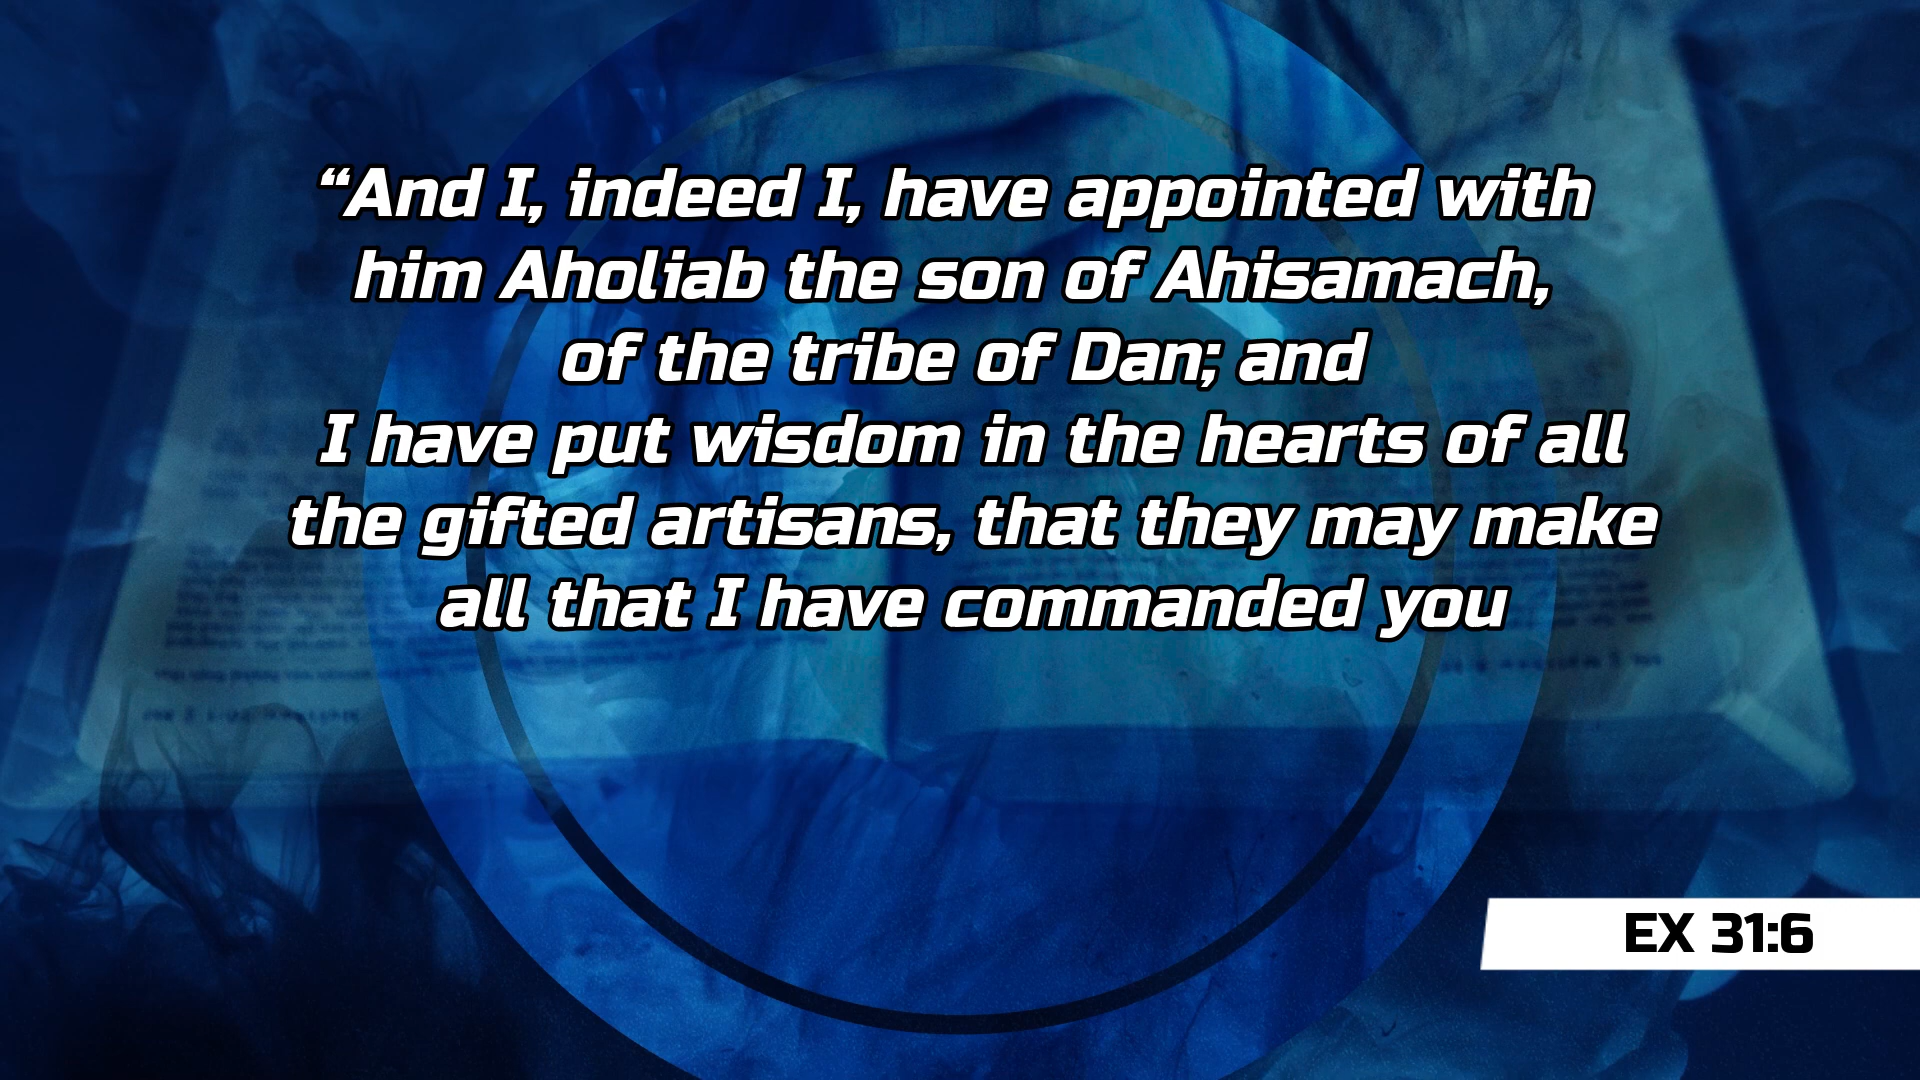 “And I, indeed I, have appointed with
him Aholiab the son of Ahisamach,
of the tribe of Dan; and
I have put wisdom in the hearts of all
the gifted artisans, that they may make
all that I have commanded you
EX 31:6